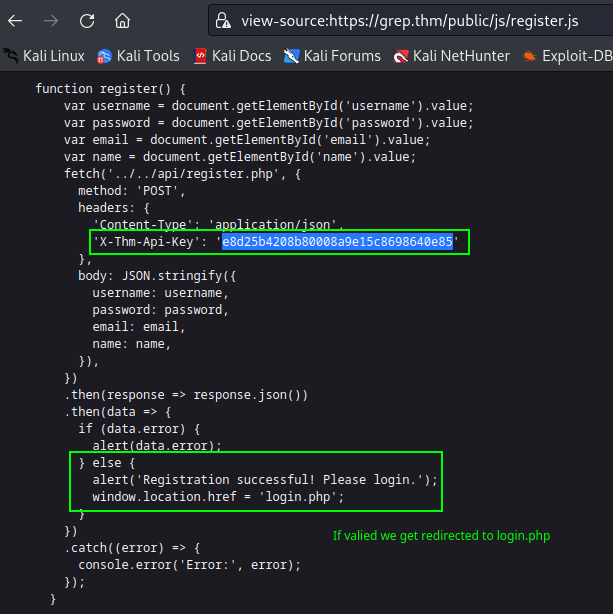 view-source:https://grep.thm/public/js/register.js
Kali Linux Kali Tools Kali Docs Kali Forums Kali NetHunter Exploit-DB
function register() {
var username = document.getElementById('username').value;
var password = document.getElementById('password').value;
var email = document.getElementById('email').value;
var name = document.getElementById('name').value;
fetch('../../api/register.php', {
method: 'POST',
headers: {
'Content-Type': 'application/json',
'X-Thm-Api-Key': 'e8d25b4208b80008a9e15c8698640e85'
},
body: JSON.stringify({
username: username,
password: password,
email: email,
name: name,
}),
})
.then(response => response.json())
.then(data => {
if (data.error) {
alert(data.error);
} else {
alert('Registration successful! Please login.');
window.location.href = 'login.php';
}
})
If valied we get redirected to login.php
.catch((error) => {
console.error('Error:', error);
});
}